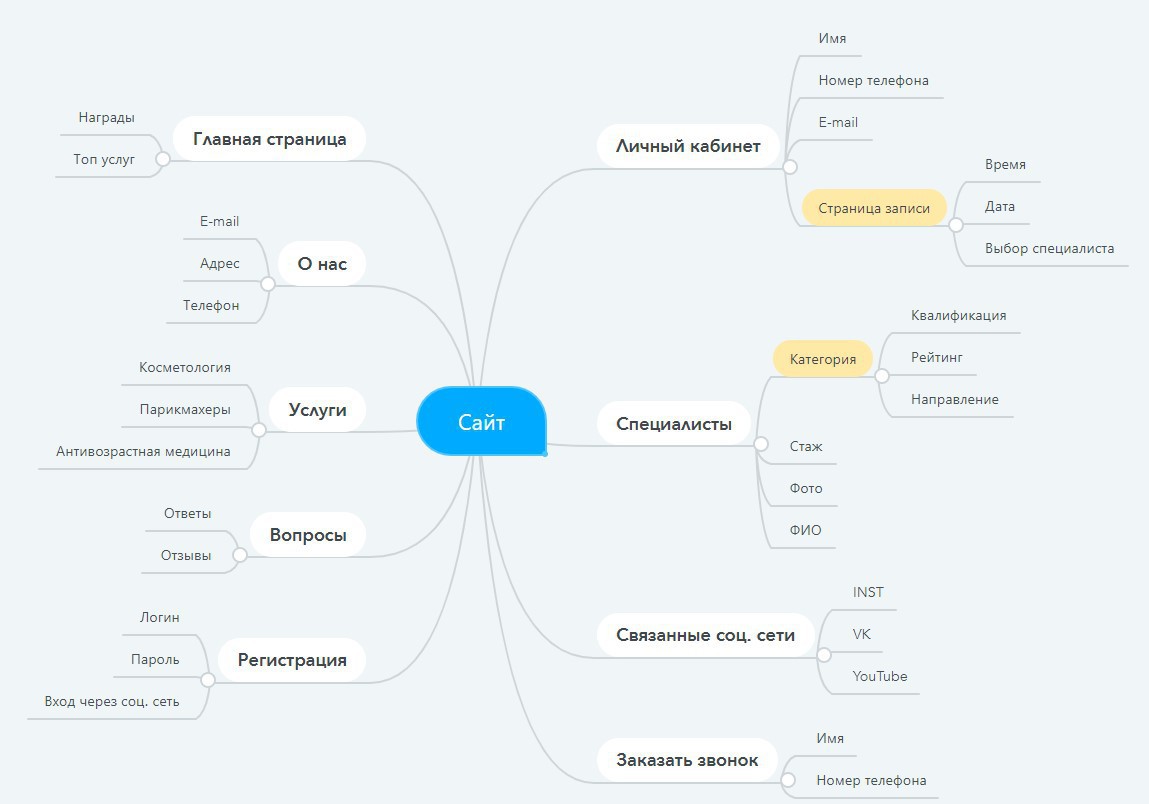 Сайт
Главная страница
Награды
Топ услуг
О нас
E-mail
Адрес
Телефон
Услуги
Косметология
Парикмахеры
Антивозрастная медицина
Вопросы
Ответы
Отзывы
Регистрация
Логин
Пароль
Вход через соц. сеть
Личный кабинет
Имя
Номер телефона
E-mail
Страница записи
Время
Дата
Выбор специалиста
Специалисты
Категория
Квалификация
Рейтинг
Направление
Стаж
Фото
ФИО
Связанные соц. сети
INST
VK
YouTube
Заказать звонок
Имя
Номер телефона